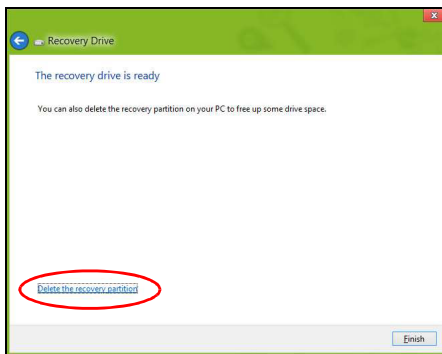 Recovery Drive
The recovery drive is ready
You can also delete the recovery partition on your PC to free up some drive space.
Delete the recovery partition
Finish